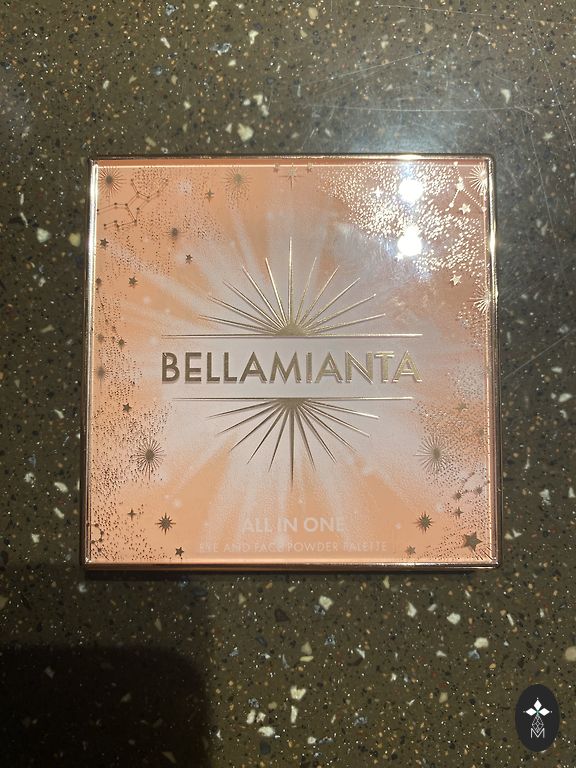 BELLAMIANTA
ALL IN ONE
EYE AND FACE POWDER PALETTE
M